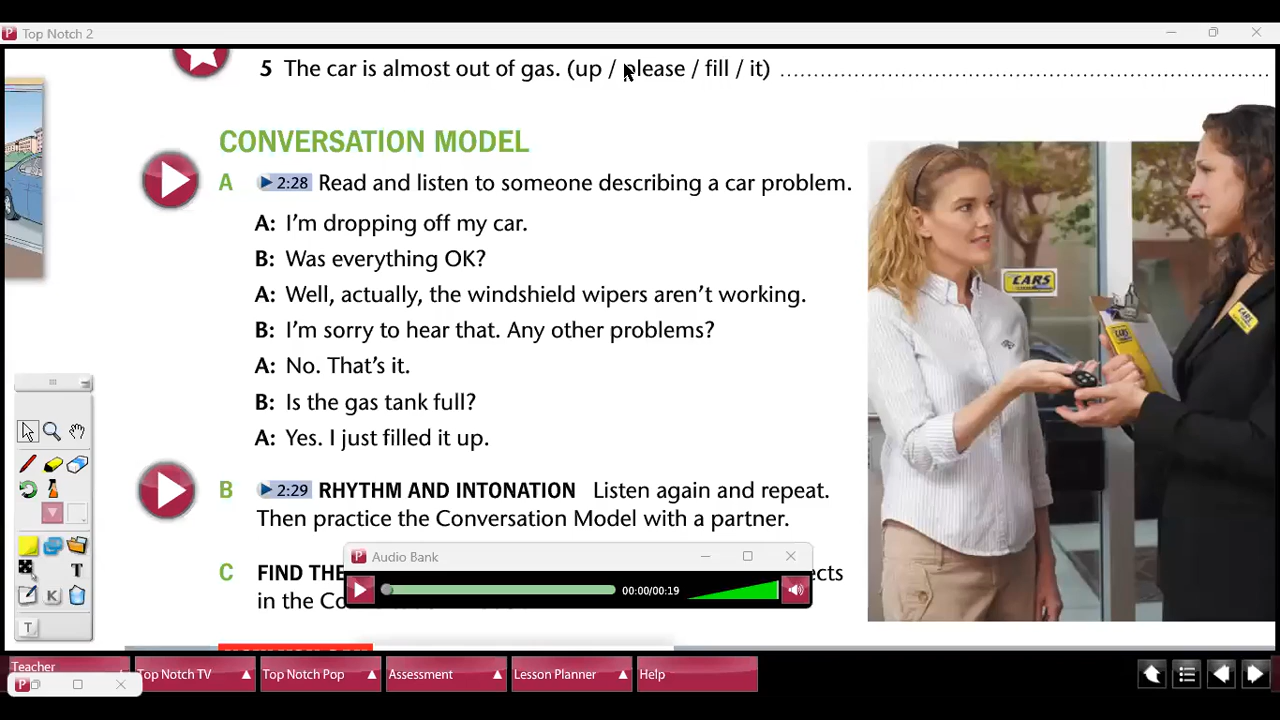 Top Notch 2
5 The car is almost out of gas. (up / please / fill / it) ........................................................................
CONVERSATION MODEL
A 2:28 Read and listen to someone describing a car problem.
A: I'm dropping off my car.
B: Was everything OK?
A: Well, actually, the windshield wipers aren't working.
B: I'm sorry to hear that. Any other problems?
A: No. That's it.
B: Is the gas tank full?
A: Yes. I just filled it up.
CARS
B 2:29 RHYTHM AND INTONATION Listen again and repeat.
Then practice the Conversation Model with a partner.
Audio Bank
C FIND THE
in the Co
00:00/00:19
Teacher
Top Notch TV
Top Notch Pop
Assessment
Lesson Planner
Help